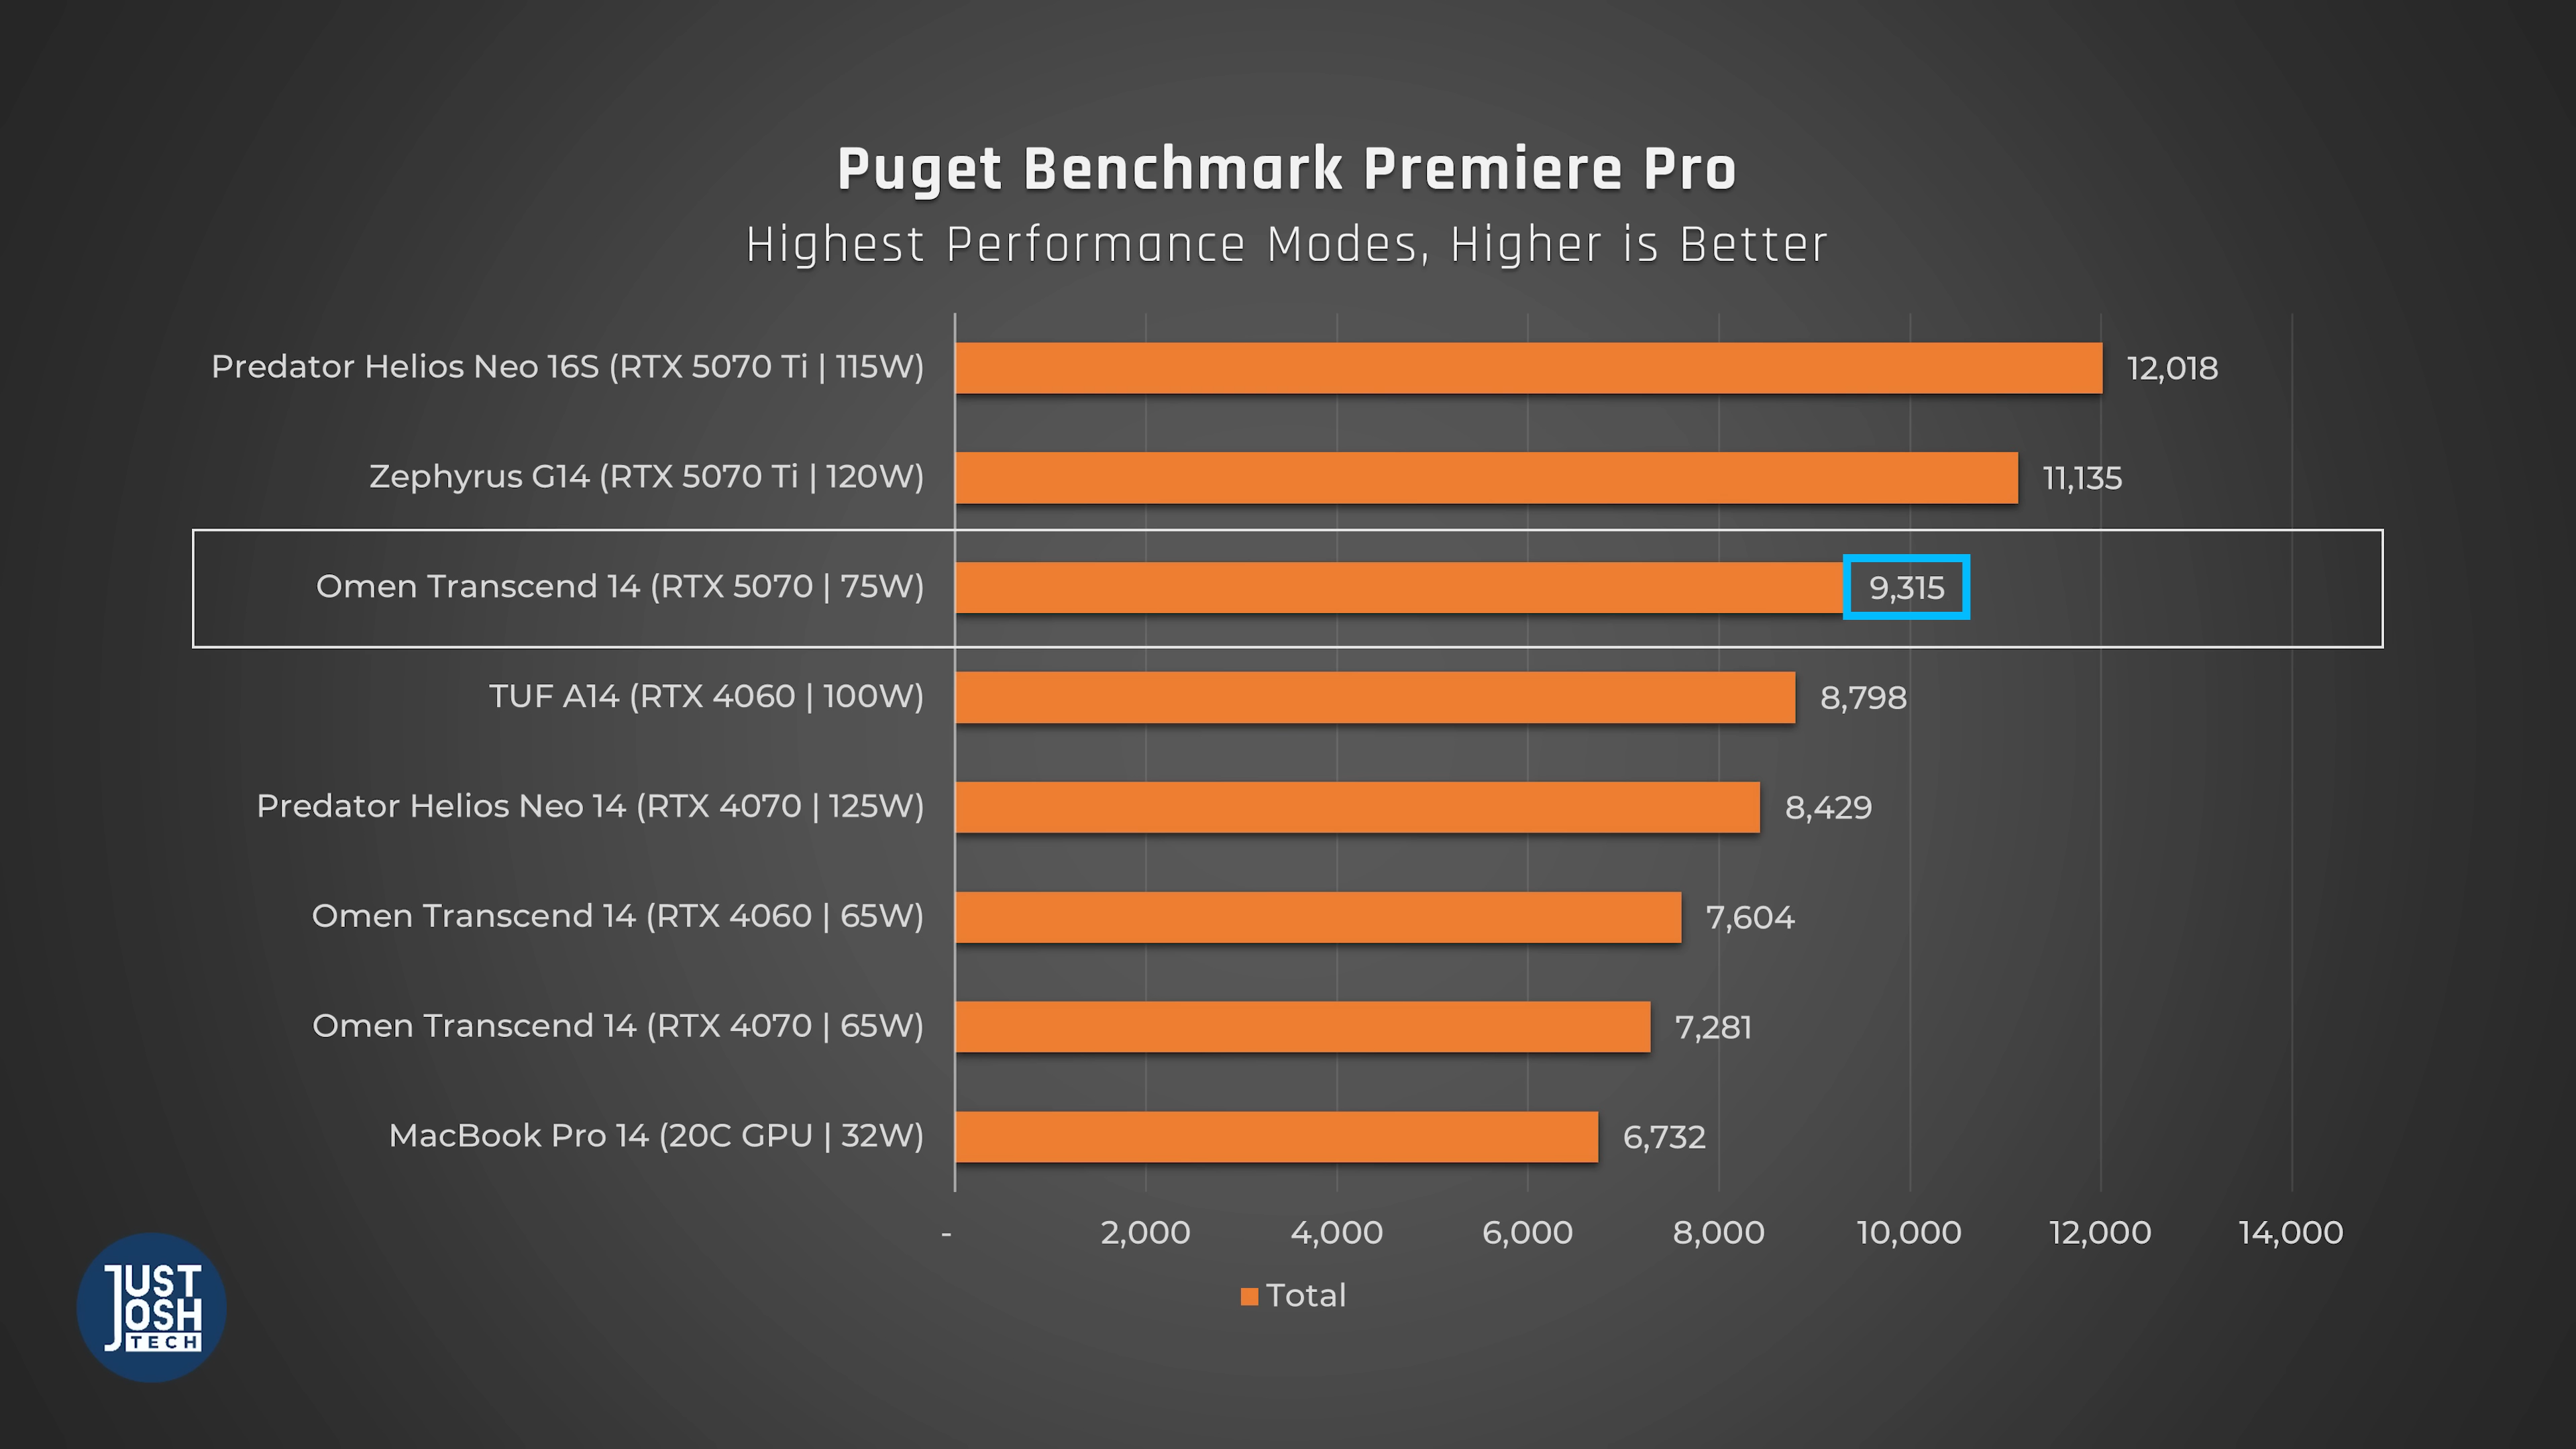 Puget Benchmark Premiere Pro
Highest Performance Modes, Higher is Better
Predator Helios Neo 16S (RTX 5070 Ti | 115W) 12,018
Zephyrus G14 (RTX 5070 Ti | 120W) 11,135
Omen Transcend 14 (RTX 5070 | 75W) 9,315
TUF A14 (RTX 4060 | 100W) 8,798
Predator Helios Neo 14 (RTX 4070 | 125W) 8,429
Omen Transcend 14 (RTX 4060 | 65W) 7,604
Omen Transcend 14 (RTX 4070 | 65W) 7,281
MacBook Pro 14 (20C GPU | 32W) 6,732
- 2,000 4,000 6,000 8,000 10,000 12,000 14,000
Total
JUST
JOSH
TECH